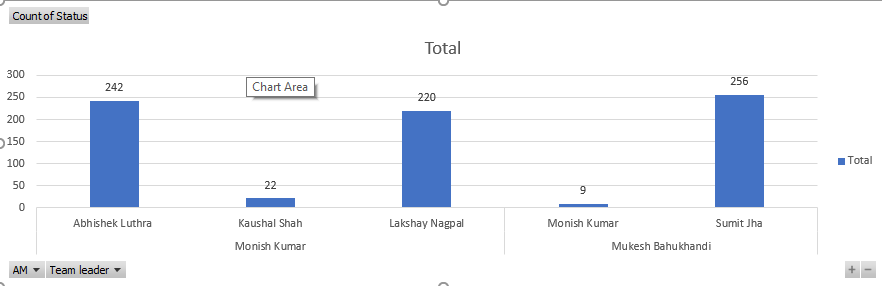 Count of Status
Total
300
250
200
150
100
50
0
242
22
220
9
256
Chart Area
Total
Abhishek Luthra
Kaushal Shah
Lakshay Nagpal
Monish Kumar
Sumit Jha
Monish Kumar
Mukesh Bahukhandi
AM
Team leader
+ −